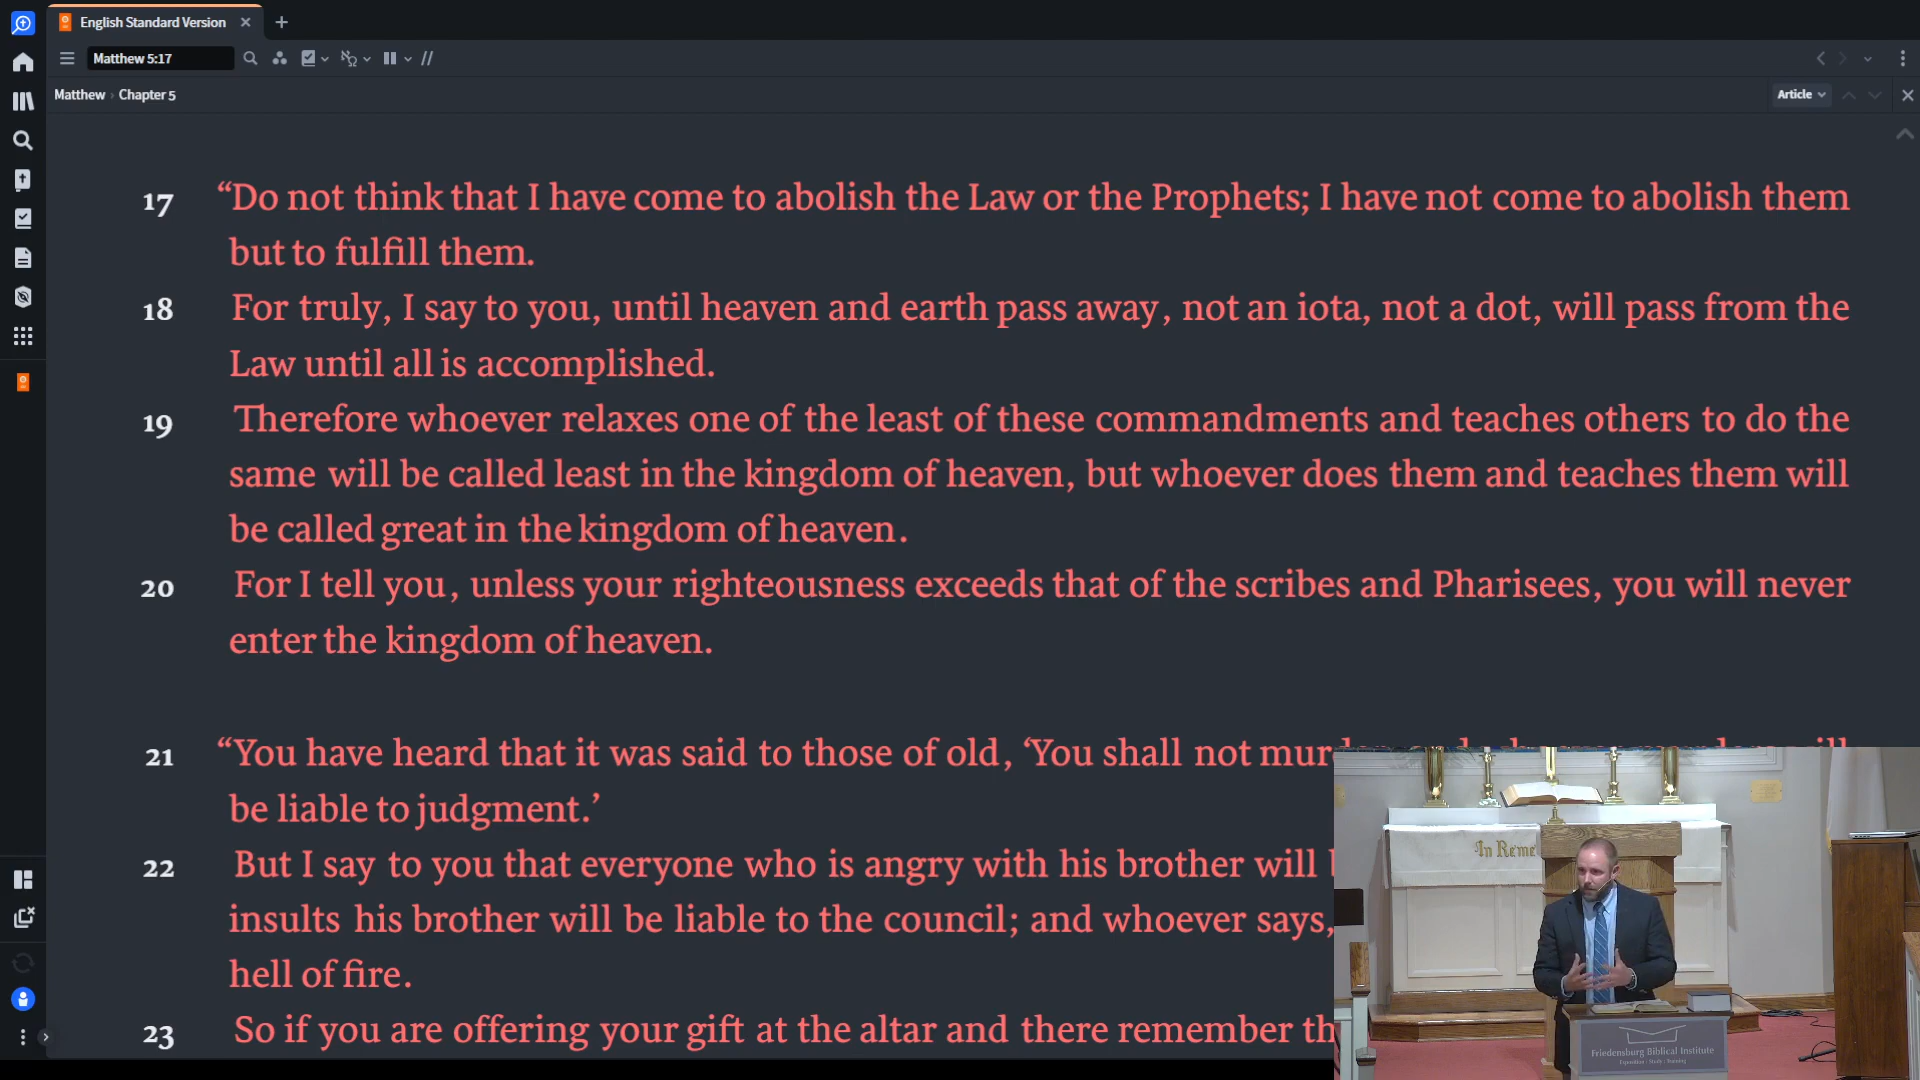 English Standard Version
Matthew 5:17
Matthew › Chapter 5
Article
17 “Do not think that I have come to abolish the Law or the Prophets; I have not come to abolish them
but to fulfill them.
18 For truly, I say to you, until heaven and earth pass away, not an iota, not a dot, will pass from the
Law until all is accomplished.
19 Therefore whoever relaxes one of the least of these commandments and teaches others to do the
same will be called least in the kingdom of heaven, but whoever does them and teaches them will
be called great in the kingdom of heaven.
20 For I tell you, unless your righteousness exceeds that of the scribes and Pharisees, you will never
enter the kingdom of heaven.
21 “You have heard that it was said to those of old, ‘You shall not
be liable to judgment.’
22 But I say to you that everyone who is angry with his brother will
insults his brother will be liable to the council; and whoever says,
hell of fire.
23 So if you are offering your gift at the altar and there remember
In Reme
Friedensburg Biblical Institute